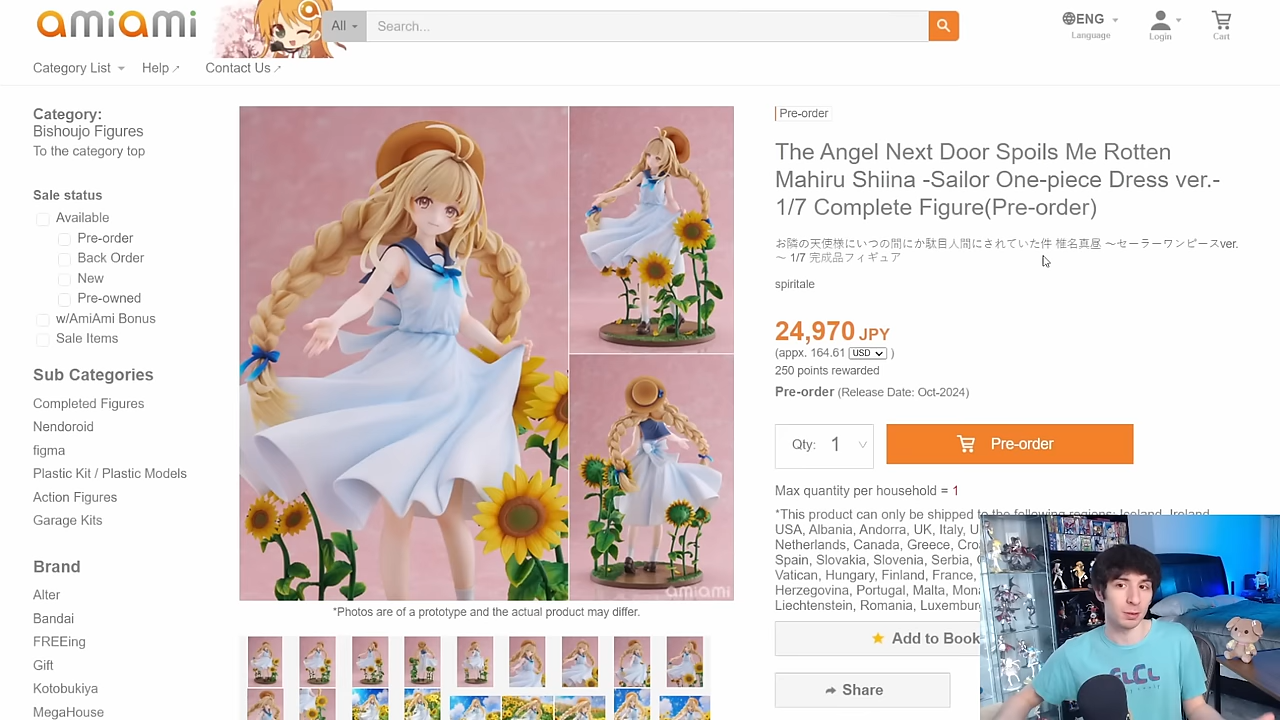 amiami
All
Search...
ENG
Language
Login
Cart
Category List
Help
Contact Us
Category:
Bishoujo Figures
To the category top
Sale status
Available
Pre-order
Back Order
New
Pre-owned
w/AmiAmi Bonus
Sale Items
Sub Categories
Completed Figures
Nendoroid
figma
Plastic Kit / Plastic Models
Action Figures
Garage Kits
Brand
Alter
Bandai
FREEing
Gift
Kotobukiya
MegaHouse
amiami
*Photos are of a prototype and the actual product may differ.
Pre-order
The Angel Next Door Spoils Me Rotten
Mahiru Shiina -Sailor One-piece Dress ver.-
1/7 Complete Figure(Pre-order)
お隣の天使様にいつの間にか駄目人間にされていた件 椎名真昼 ～セーラーワンピースver.
～ 1/7 完成品フィギュア
spiritale
24,970 JPY
(appx. 164.61 USD )
250 points rewarded
Pre-order (Release Date: Oct-2024)
Qty: 1
Pre-order
Max quantity per household = 1
*This product can only be shipped to the following regions: Iceland, Ireland,
USA, Albania, Andorra, UK, Italy,
Netherlands, Canada, Greece,
Spain, Slovakia, Slovenia, Serbia,
Vatican, Hungary, Finland, France,
Herzegovina, Portugal, Malta,
Liechtenstein, Romania,
Add to Book
Share